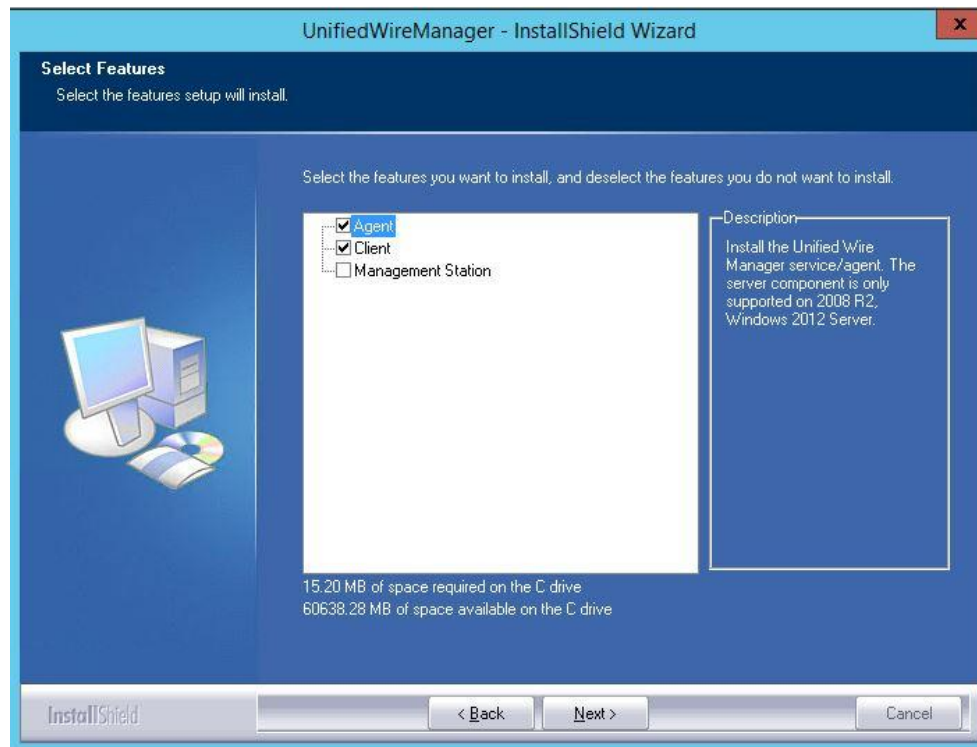 UnifiedWireManager - InstallShield Wizard
x
Select Features
Select the features setup will install.
Select the features you want to install, and deselect the features you do not want to install.
Agent
Client
Management Station
Description
Install the Unified Wire
Manager service/agent. The
server component is only
supported on 2008 R2,
Windows 2012 Server.
15.20 MB of space required on the C drive
60638.28 MB of space available on the C drive
InstallShield
< Back
Next >
Cancel